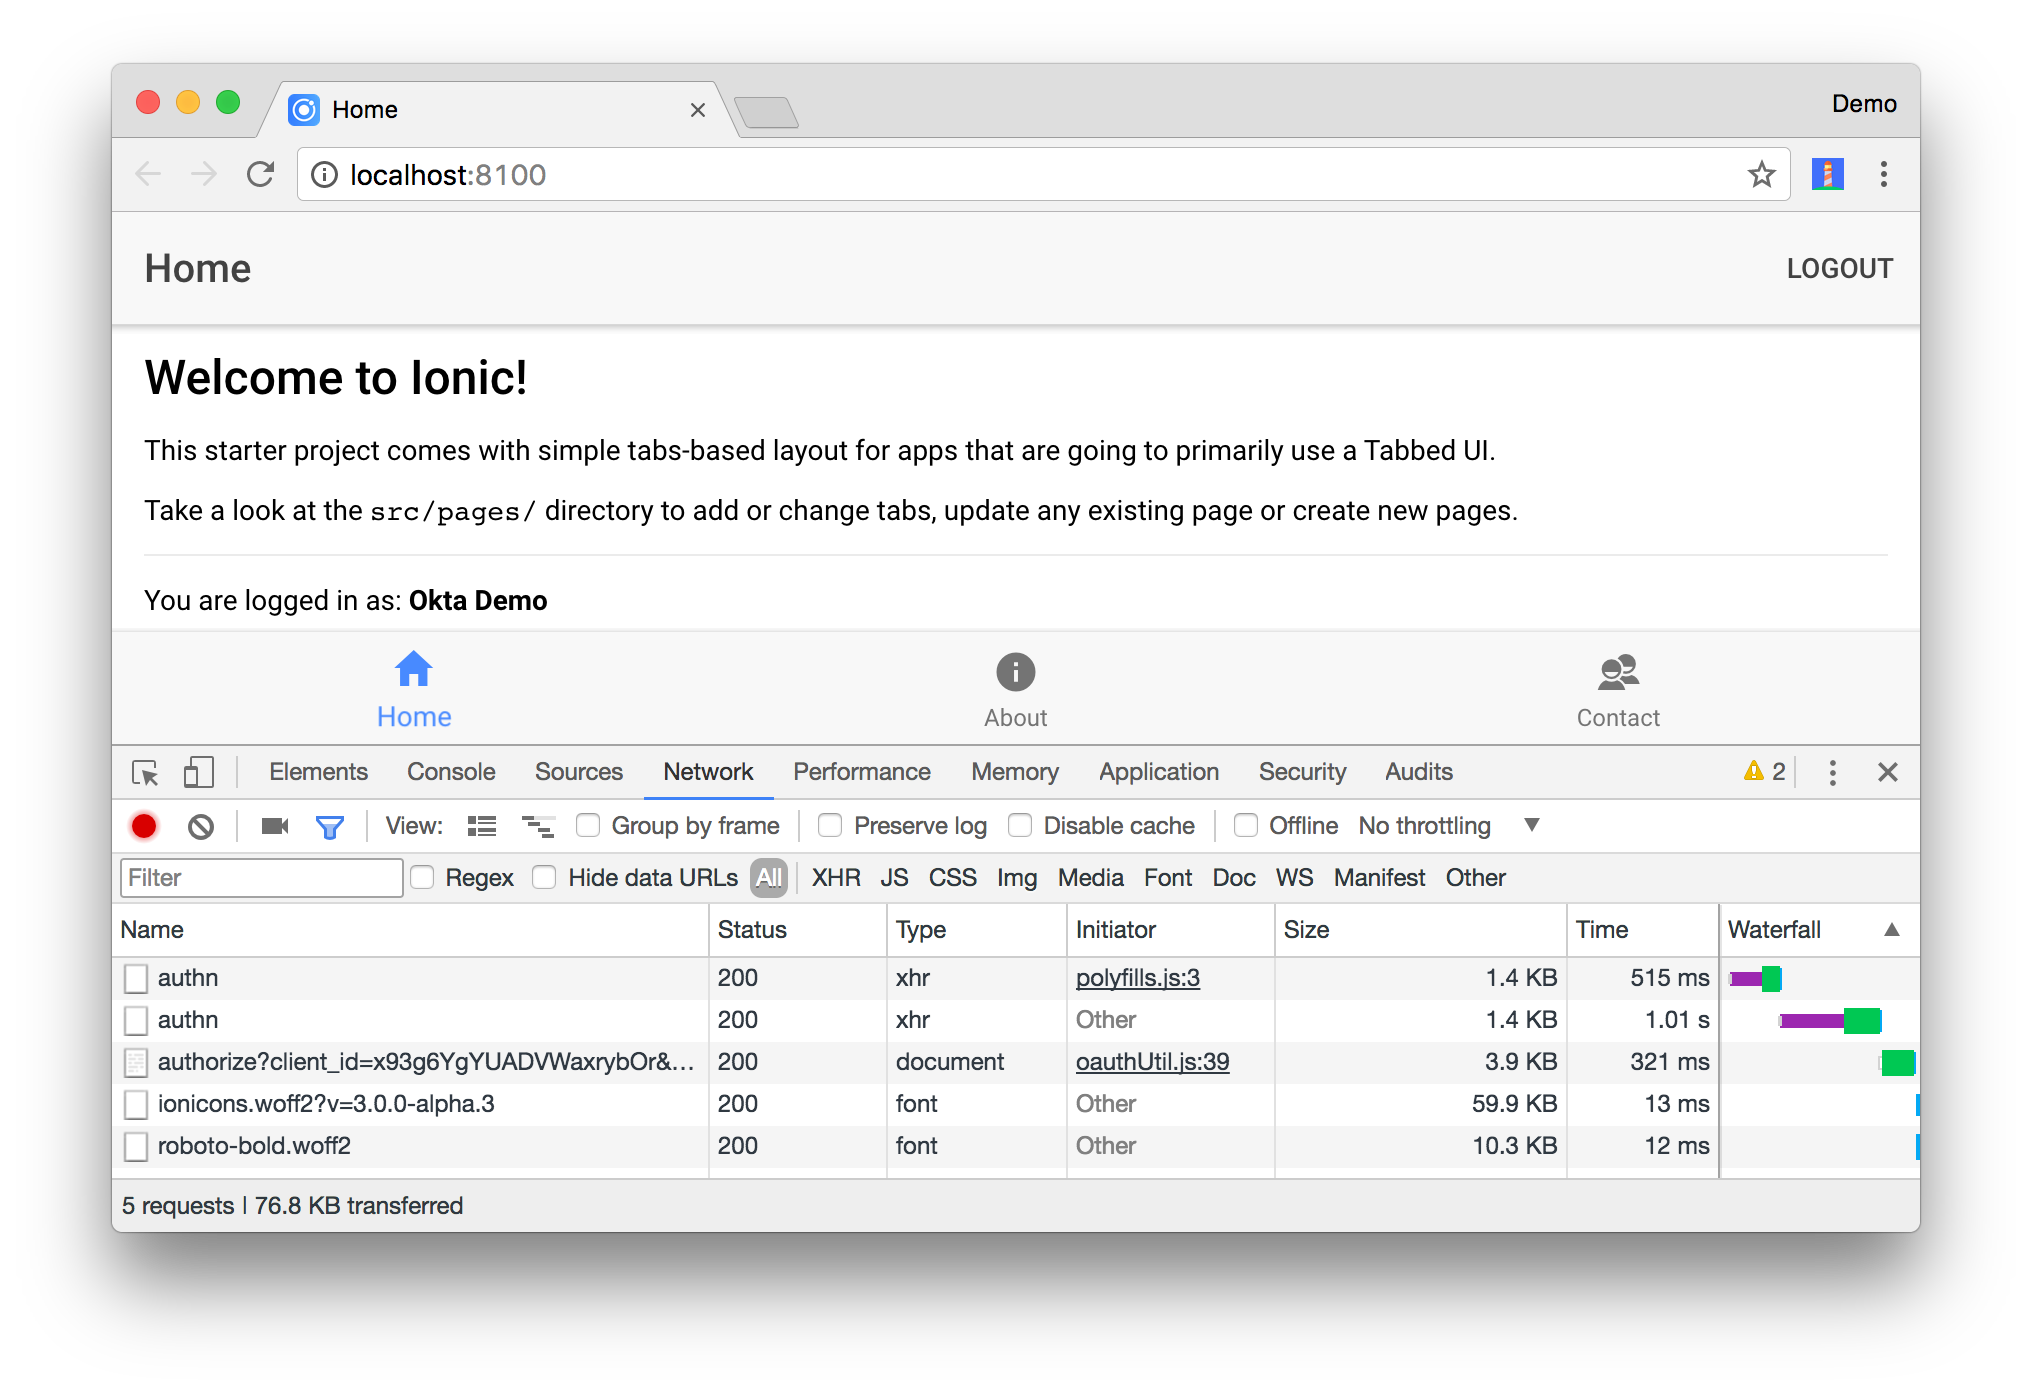 Home
Demo
localhost:8100
Home
LOGOUT
Welcome to Ionic!
This starter project comes with simple tabs-based layout for apps that are going to primarily use a Tabbed UI.
Take a look at the src/pages/ directory to add or change tabs, update any existing page or create new pages.
You are logged in as: Okta Demo
Home About Contact
Elements Console Sources Network Performance Memory Application Security Audits 2
View: Group by frame Preserve log Disable cache Offline No throttling
Filter Regex Hide data URLs All XHR JS CSS Img Media Font Doc WS Manifest Other
Name Status Type Initiator Size Time Waterfall
authn 200 xhr polyfills.js:3 1.4 KB 515 ms
authn 200 xhr Other 1.4 KB 1.01 s
authorize?client_id=x93g6YgYUADVWaxrybOr&... 200 document oauthUtil.js:39 3.9 KB 321 ms
ionicons.woff2?v=3.0.0-alpha.3 200 font Other 59.9 KB 13 ms
roboto-bold.woff2 200 font Other 10.3 KB 12 ms
5 requests | 76.8 KB transferred